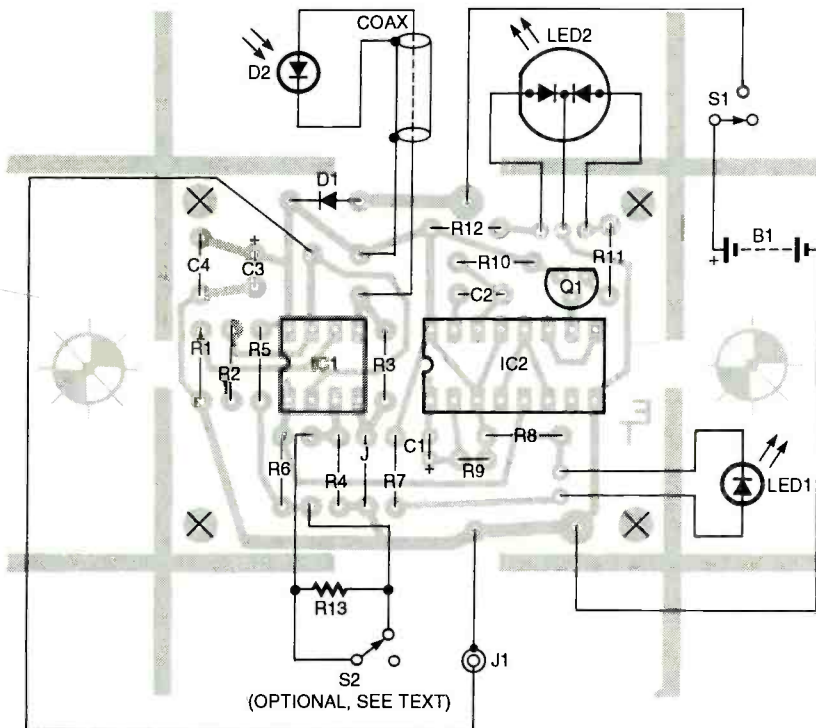 COAX
LED2
D2
S1
D1
R12
B1
+
C4
+
C3
R10
R11
C2
Q1
R1
R2
R5
IC1
R3
IC2
R6
R4
J
R7
C1
+
R9
R8
LED1
R13
S2
J1
(OPTIONAL, SEE TEXT)